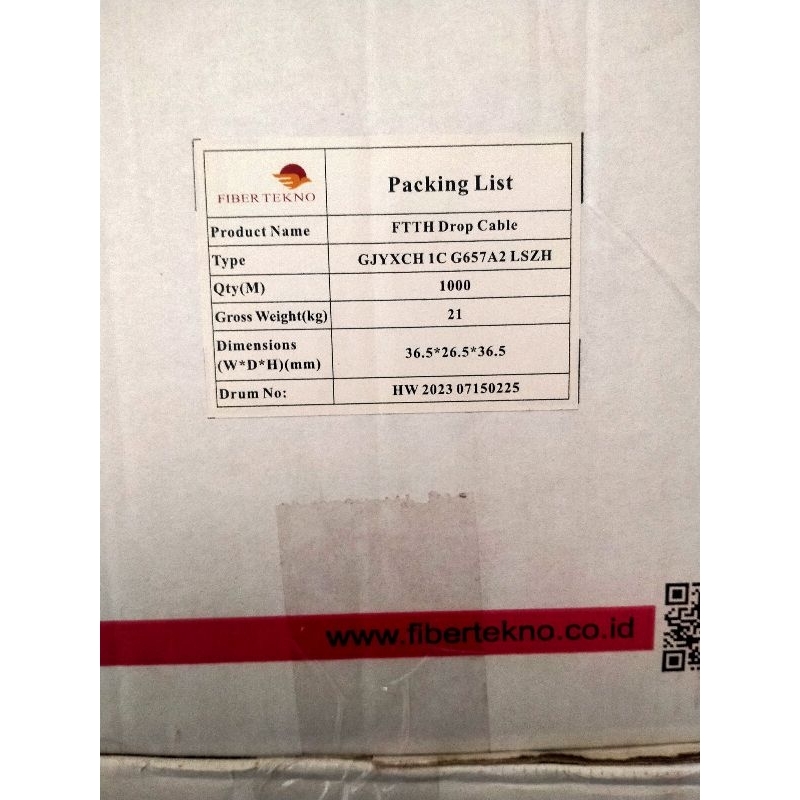 FIBER TEKNO
Packing List
Product Name FTTH Drop Cable
Type GJYXCH 1C G657A2 LSZH
Qty(M) 1000
Gross Weight(kg) 21
Dimensions
(W*D*H)(mm) 36.5*26.5*36.5
Drum No: HW 2023 07150225
www.fibertekno.co.id